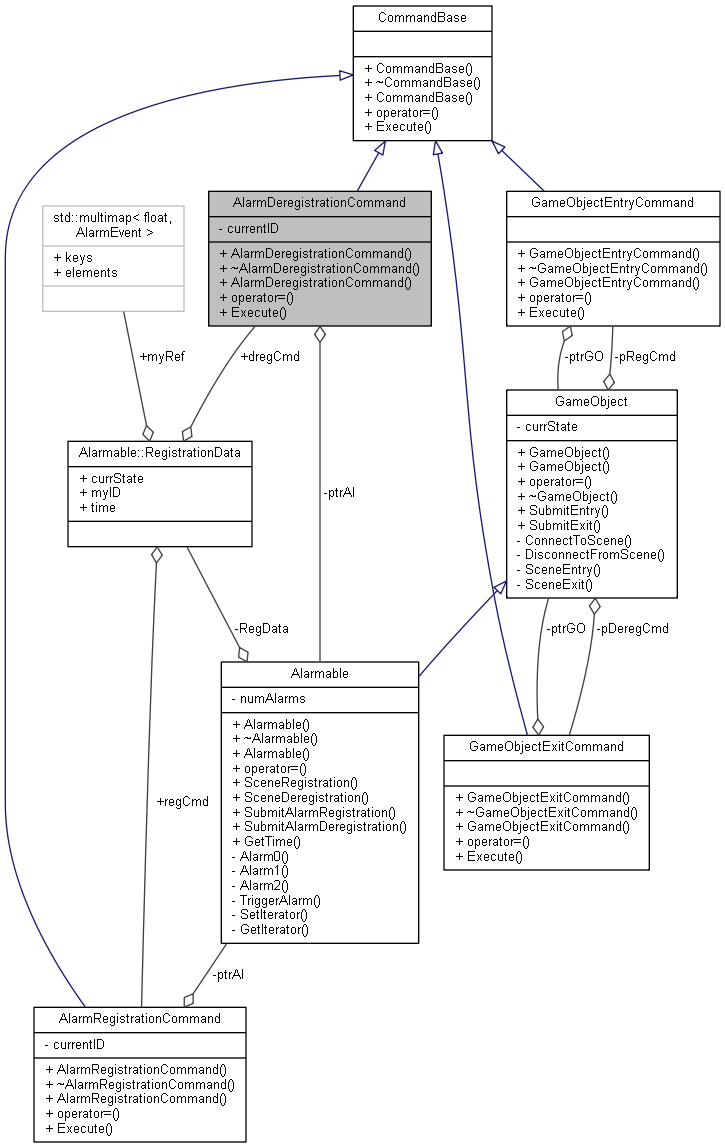 CommandBase
+ CommandBase()
+ ~CommandBase()
+ CommandBase()
+ operator=()
+ Execute()
AlarmDeregistrationCommand
- currentID
+ AlarmDeregistrationCommand()
+ ~AlarmDeregistrationCommand()
+ AlarmDeregistrationCommand()
+ operator=()
+ Execute()
GameObjectEntryCommand
+ GameObjectEntryCommand()
+ ~GameObjectEntryCommand()
+ GameObjectEntryCommand()
+ operator=()
+ Execute()
std::multimap< float,
AlarmEvent >
+ keys
+ elements
+myRef
+dregCmd
-ptrGO
-pRegCmd
GameObject
- currState
+ GameObject()
+ GameObject()
+ operator=()
+ ~GameObject()
+ SubmitEntry()
+ SubmitExit()
- ConnectToScene()
- DisconnectFromScene()
- SceneEntry()
- SceneExit()
Alarmable::RegistrationData
+ currState
+ myID
+ time
-ptrAl
-RegData
-ptrGO
-pDeregCmd
Alarmable
- numAlarms
+ Alarmable()
+ ~Alarmable()
+ Alarmable()
+ operator=()
+ SceneRegistration()
+ SceneDeregistration()
+ SubmitAlarmRegistration()
+ SubmitAlarmDeregistration()
+ GetTime()
- Alarm0()
- Alarm1()
- Alarm2()
- TriggerAlarm()
- SetIterator()
- GetIterator()
GameObjectExitCommand
+ GameObjectExitCommand()
+ ~GameObjectExitCommand()
+ GameObjectExitCommand()
+ operator=()
+ Execute()
+regCmd
-ptrAl
AlarmRegistrationCommand
- currentID
+ AlarmRegistrationCommand()
+ ~AlarmRegistrationCommand()
+ AlarmRegistrationCommand()
+ operator=()
+ Execute()